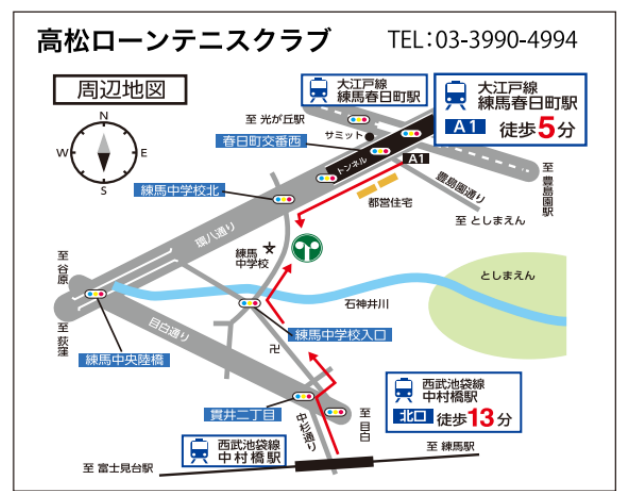 高松ローンテニスクラブ TEL:03-3990-4994
周辺地図
大江戸線
練馬春日町駅
大江戸線
練馬春日町駅
A1 徒歩5分
至 光が丘駅
サミット
春日町交番西
トンネル
A1
至 豊島園駅
練馬中学校北
都営住宅
豊島園通り
至 としまえん
環八通り
練馬
中学校
至 谷原
としまえん
石神井川
至 荻窪
目白通り
練馬中学校入口
練馬中央陸橋
卍
貫井二丁目
中杉通り
至 目白
西武池袋線
中村橋駅
北口 徒歩13分
西武池袋線
中村橋駅
至 練馬駅
至 富士見台駅
N
W
E
S